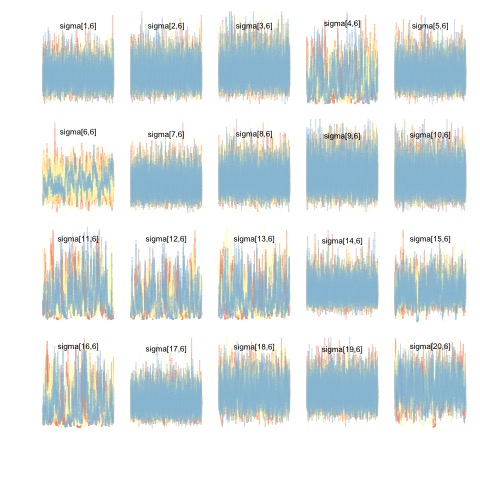 sigma[1,6] sigma[2,6] sigma[3,6] sigma[4,6] sigma[5,6]
sigma[6,6] sigma[7,6] sigma[8,6] sigma[9,6] sigma[10,6]
sigma[11,6] sigma[12,6] sigma[13,6] sigma[14,6] sigma[15,6]
sigma[16,6] sigma[17,6] sigma[18,6] sigma[19,6] sigma[20,6]